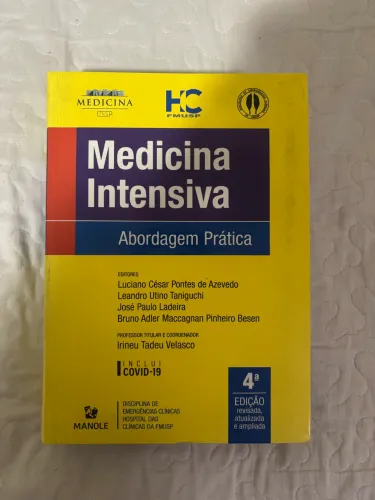 MEDICINA
USP
HC
FMUSP
Medicina
Intensiva
Abordagem Prática
EDITORES
Luciano César Pontes de Azevedo
Leandro Utino Taniguchi
José Paulo Ladeira
Bruno Adler Maccagnan Pinheiro Besen
PROFESSOR TITULAR E COORDENADOR
Irineu Tadeu Velasco
INCLUI
COVID-19
4ª
EDIÇÃO
revisada,
atualizada
e ampliada
MANOLE
DISCIPLINA DE
EMERGÊNCIAS CLÍNICAS
HOSPITAL DAS
CLÍNICAS DA FMUSP